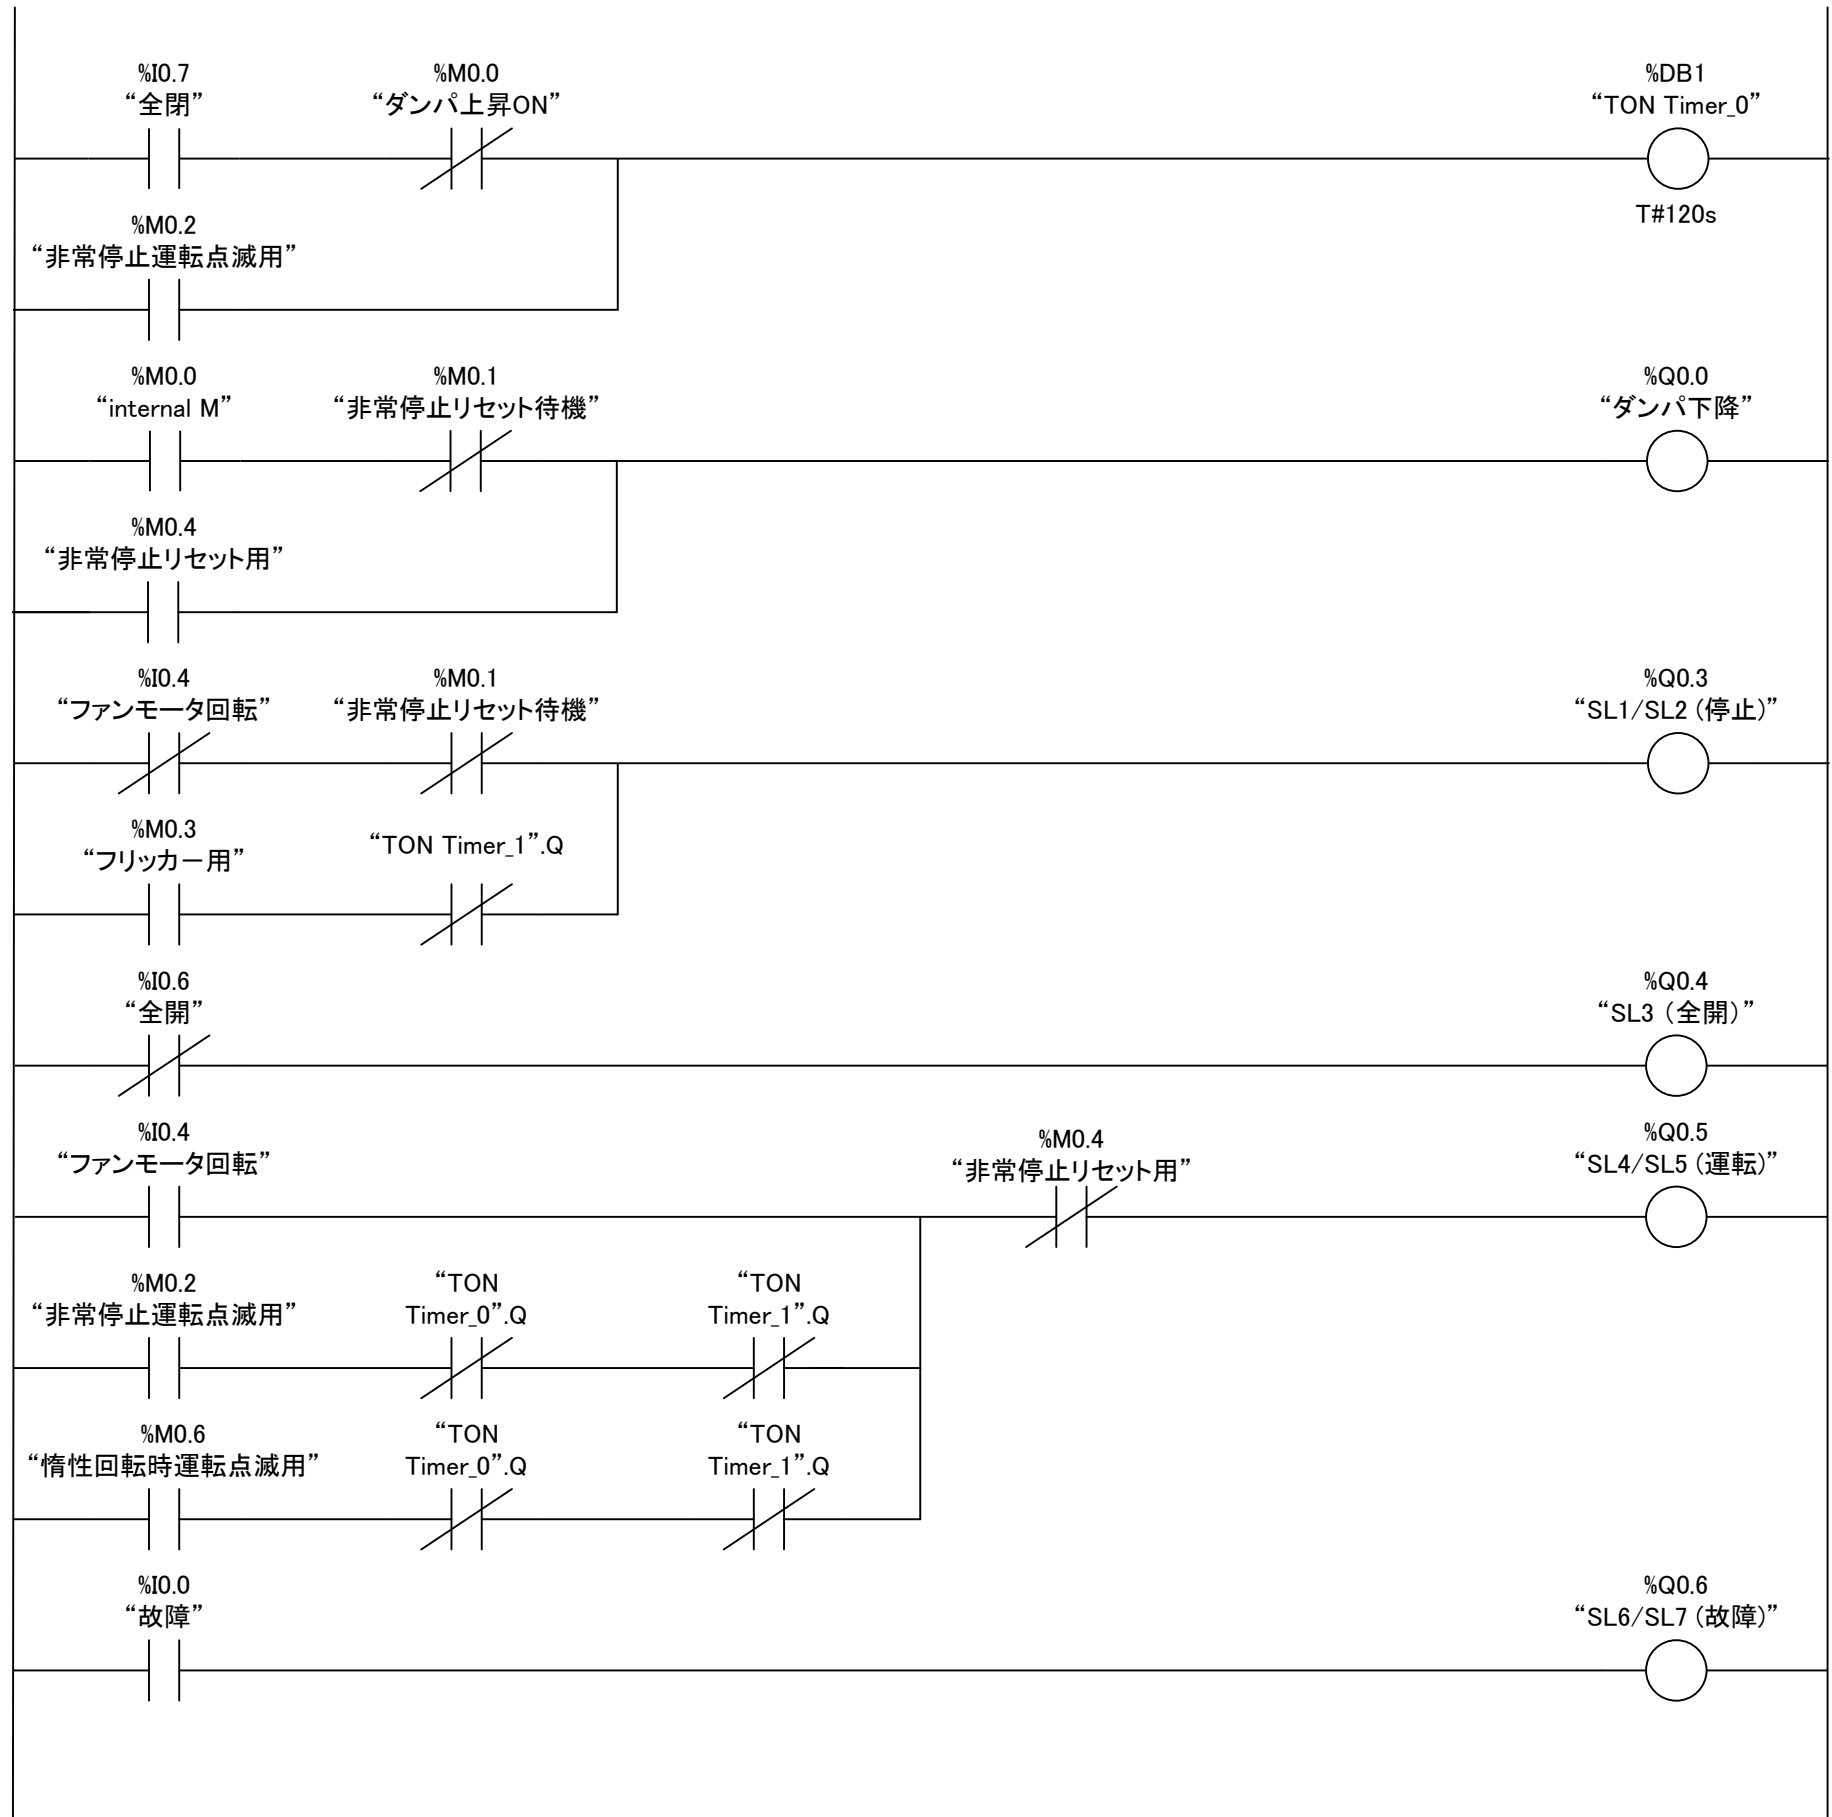 %I0.7
“全閉”
%M0.0
“ダンパ上昇ON”
%DB1
“TON Timer_0”
T#120s
%M0.2
“非常停止運転点滅用”
%M0.0
“internal M”
%M0.1
“非常停止リセット待機”
%Q0.0
“ダンパ下降”
%M0.4
“非常停止リセット用”
%I0.4
“ファンモータ回転”
%M0.1
“非常停止リセット待機”
%Q0.3
“SL1/SL2 (停止)”
%M0.3
“フリッカー用”
“TON Timer_1”.Q
%I0.6
“全開”
%Q0.4
“SL3 (全開)”
%I0.4
“ファンモータ回転”
%M0.4
“非常停止リセット用”
%Q0.5
“SL4/SL5 (運転)”
%M0.2
“非常停止運転点滅用”
“TON
Timer_0”.Q
“TON
Timer_1”.Q
%M0.6
“惰性回転時運転点滅用”
“TON
Timer_0”.Q
“TON
Timer_1”.Q
%I0.0
“故障”
%Q0.6
“SL6/SL7 (故障)”